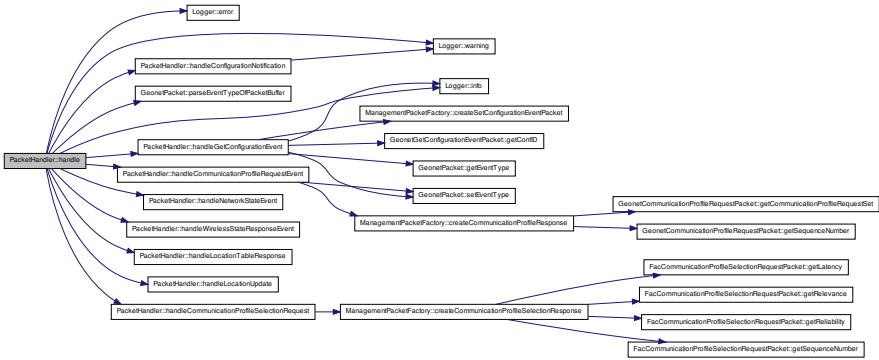 Logger::error
Logger::warning
PacketHandler::handleConfigurationNotification
Logger::info
GeonetPacket::parseEventTypeOfPacketBuffer
ManagementPacketFactory::createSetConfigurationEventPacket
GeonetGetConfigurationEventPacket::getConfID
PacketHandler::handleGetConfigurationEvent
PacketHandler::handle
GeonetPacket::getEventType
PacketHandler::handleCommunicationProfileRequestEvent
GeonetPacket::setEventType
PacketHandler::handleNetworkStateEvent
GeonetCommunicationProfileRequestPacket::getCommunicationProfileRequestSet
ManagementPacketFactory::createCommunicationProfileResponse
PacketHandler::handleWirelessStateResponseEvent
GeonetCommunicationProfileRequestPacket::getSequenceNumber
PacketHandler::handleLocationTableResponse
FacCommunicationProfileSelectionRequestPacket::getLatency
PacketHandler::handleLocationUpdate
FacCommunicationProfileSelectionRequestPacket::getRelevance
PacketHandler::handleCommunicationProfileSelectionRequest
ManagementPacketFactory::createCommunicationProfileSelectionResponse
FacCommunicationProfileSelectionRequestPacket::getReliability
FacCommunicationProfileSelectionRequestPacket::getSequenceNumber